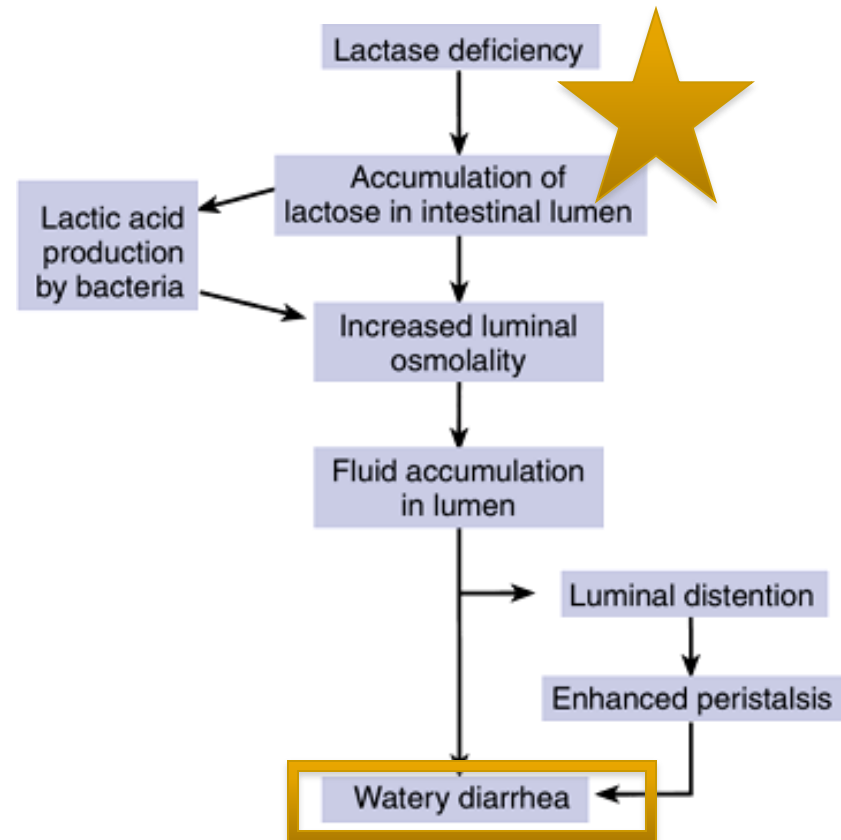 Lactase deficiency
Accumulation of
lactose in intestinal lumen
Lactic acid
production
by bacteria
Increased luminal
osmolality
Fluid accumulation
in lumen
Luminal distention
Enhanced peristalsis
Watery diarrhea